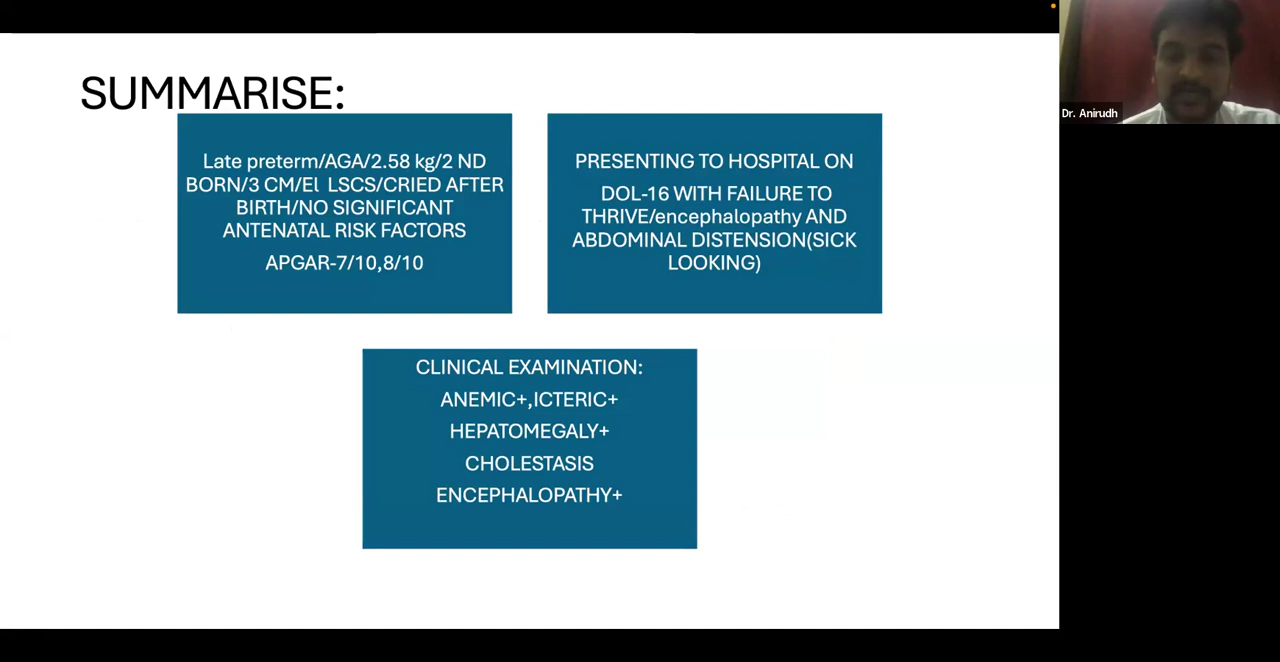 SUMMARISE:
Late preterm/AGA/2.58 kg/2 ND
BORN/3 CM/El LSCS/CRIED AFTER
BIRTH/NO SIGNIFICANT
ANTENATAL RISK FACTORS
APGAR-7/10,8/10
PRESENTING TO HOSPITAL ON
DOL-16 WITH FAILURE TO
THRIVE/encephalopathy AND
ABDOMINAL DISTENSION(SICK
LOOKING)
CLINICAL EXAMINATION:
ANEMIC+,ICTERIC+
HEPATOMEGALY+
CHOLESTASIS
ENCEPHALOPATHY+
Dr. Anirudh